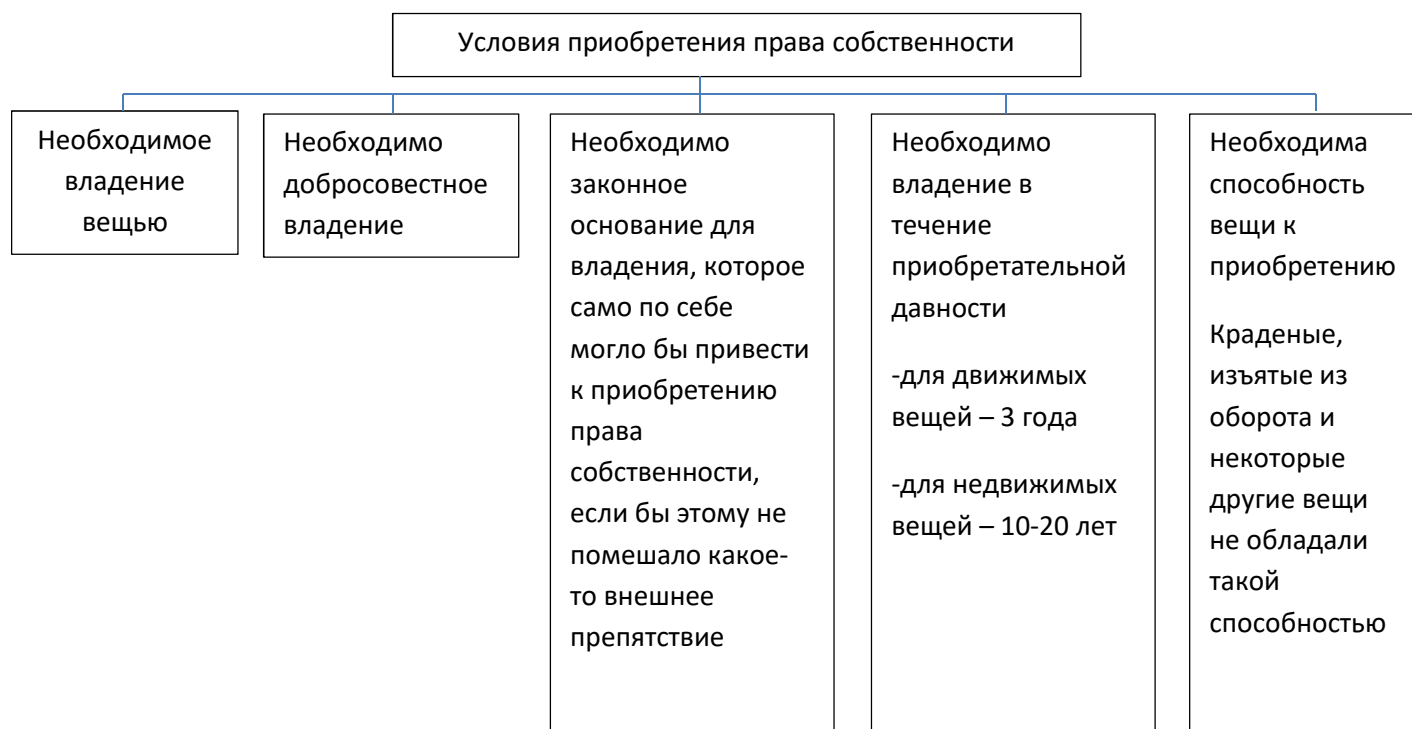 Условия приобретения права собственности
Необходимое
владение
вещью
Необходимо
добросовестное
владение
Необходимо
законное
основание для
владения, которое
само по себе
могло бы привести
к приобретению
права
собственности,
если бы этому не
помешало какое-
то внешнее
препятствие
Необходимо
владение в
течение
приобретательной
давности
-для движимых
вещей – 3 года
-для недвижимых
вещей – 10-20 лет
Необходима
способность
вещи к
приобретению
Краденые,
изъятые из
оборота и
некоторые
другие вещи
не обладали
такой
способностью